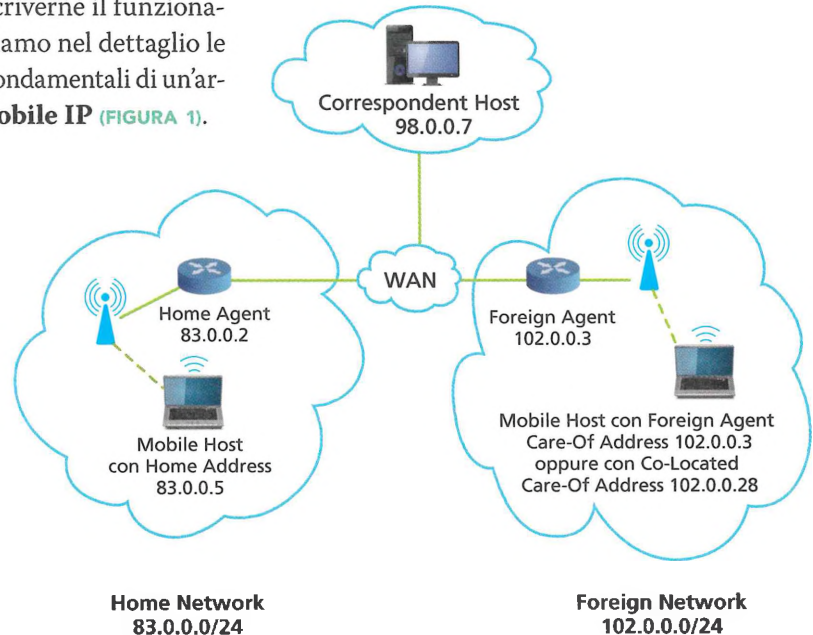 criverne il funziona-
amo nel dettaglio le
ondamentali di un'ar-
obile IP (FIGURA 1).
Correspondent Host
98.0.0.7
WAN
Home Agent
83.0.0.2
Foreign Agent
102.0.0.3
Mobile Host
con Home Address
83.0.0.5
Mobile Host con Foreign Agent
Care-Of Address 102.0.0.3
oppure con Co-Located
Care-Of Address 102.0.0.28
Home Network
83.0.0.0/24
Foreign Network
102.0.0.0/24